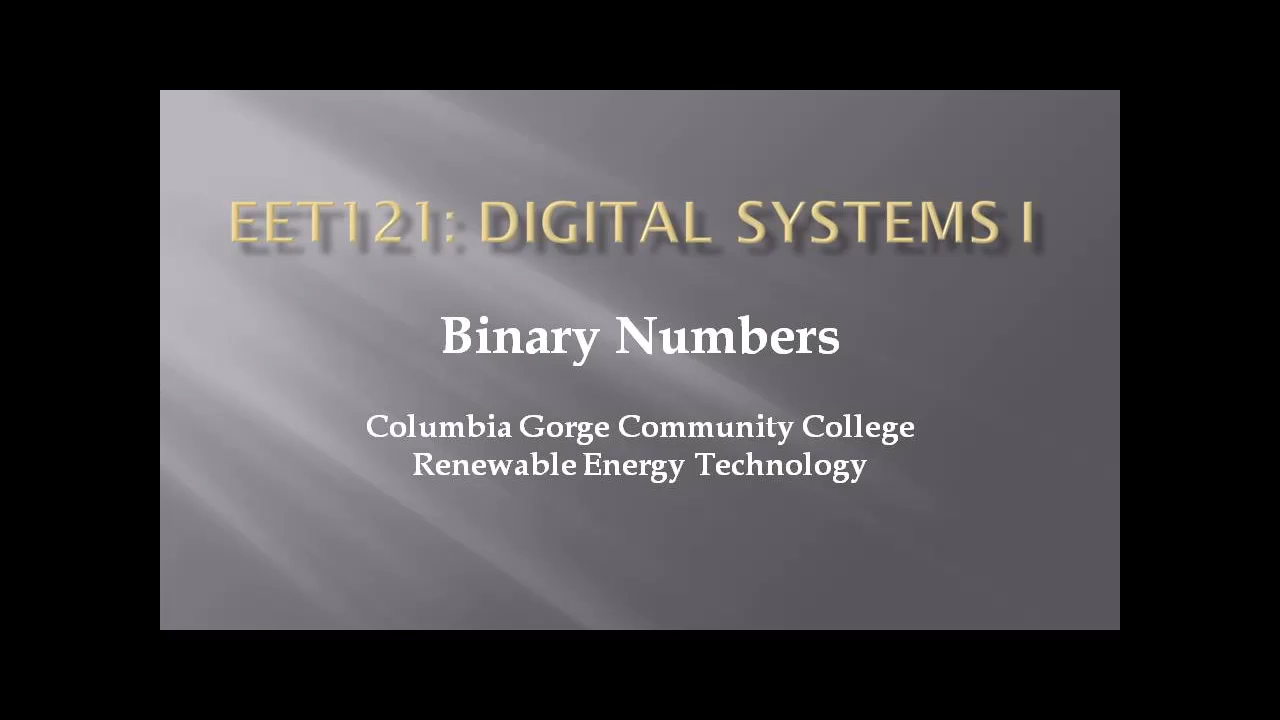 EET121: DIGITAL SYSTEMS I
Binary Numbers
Columbia Gorge Community College
Renewable Energy Technology